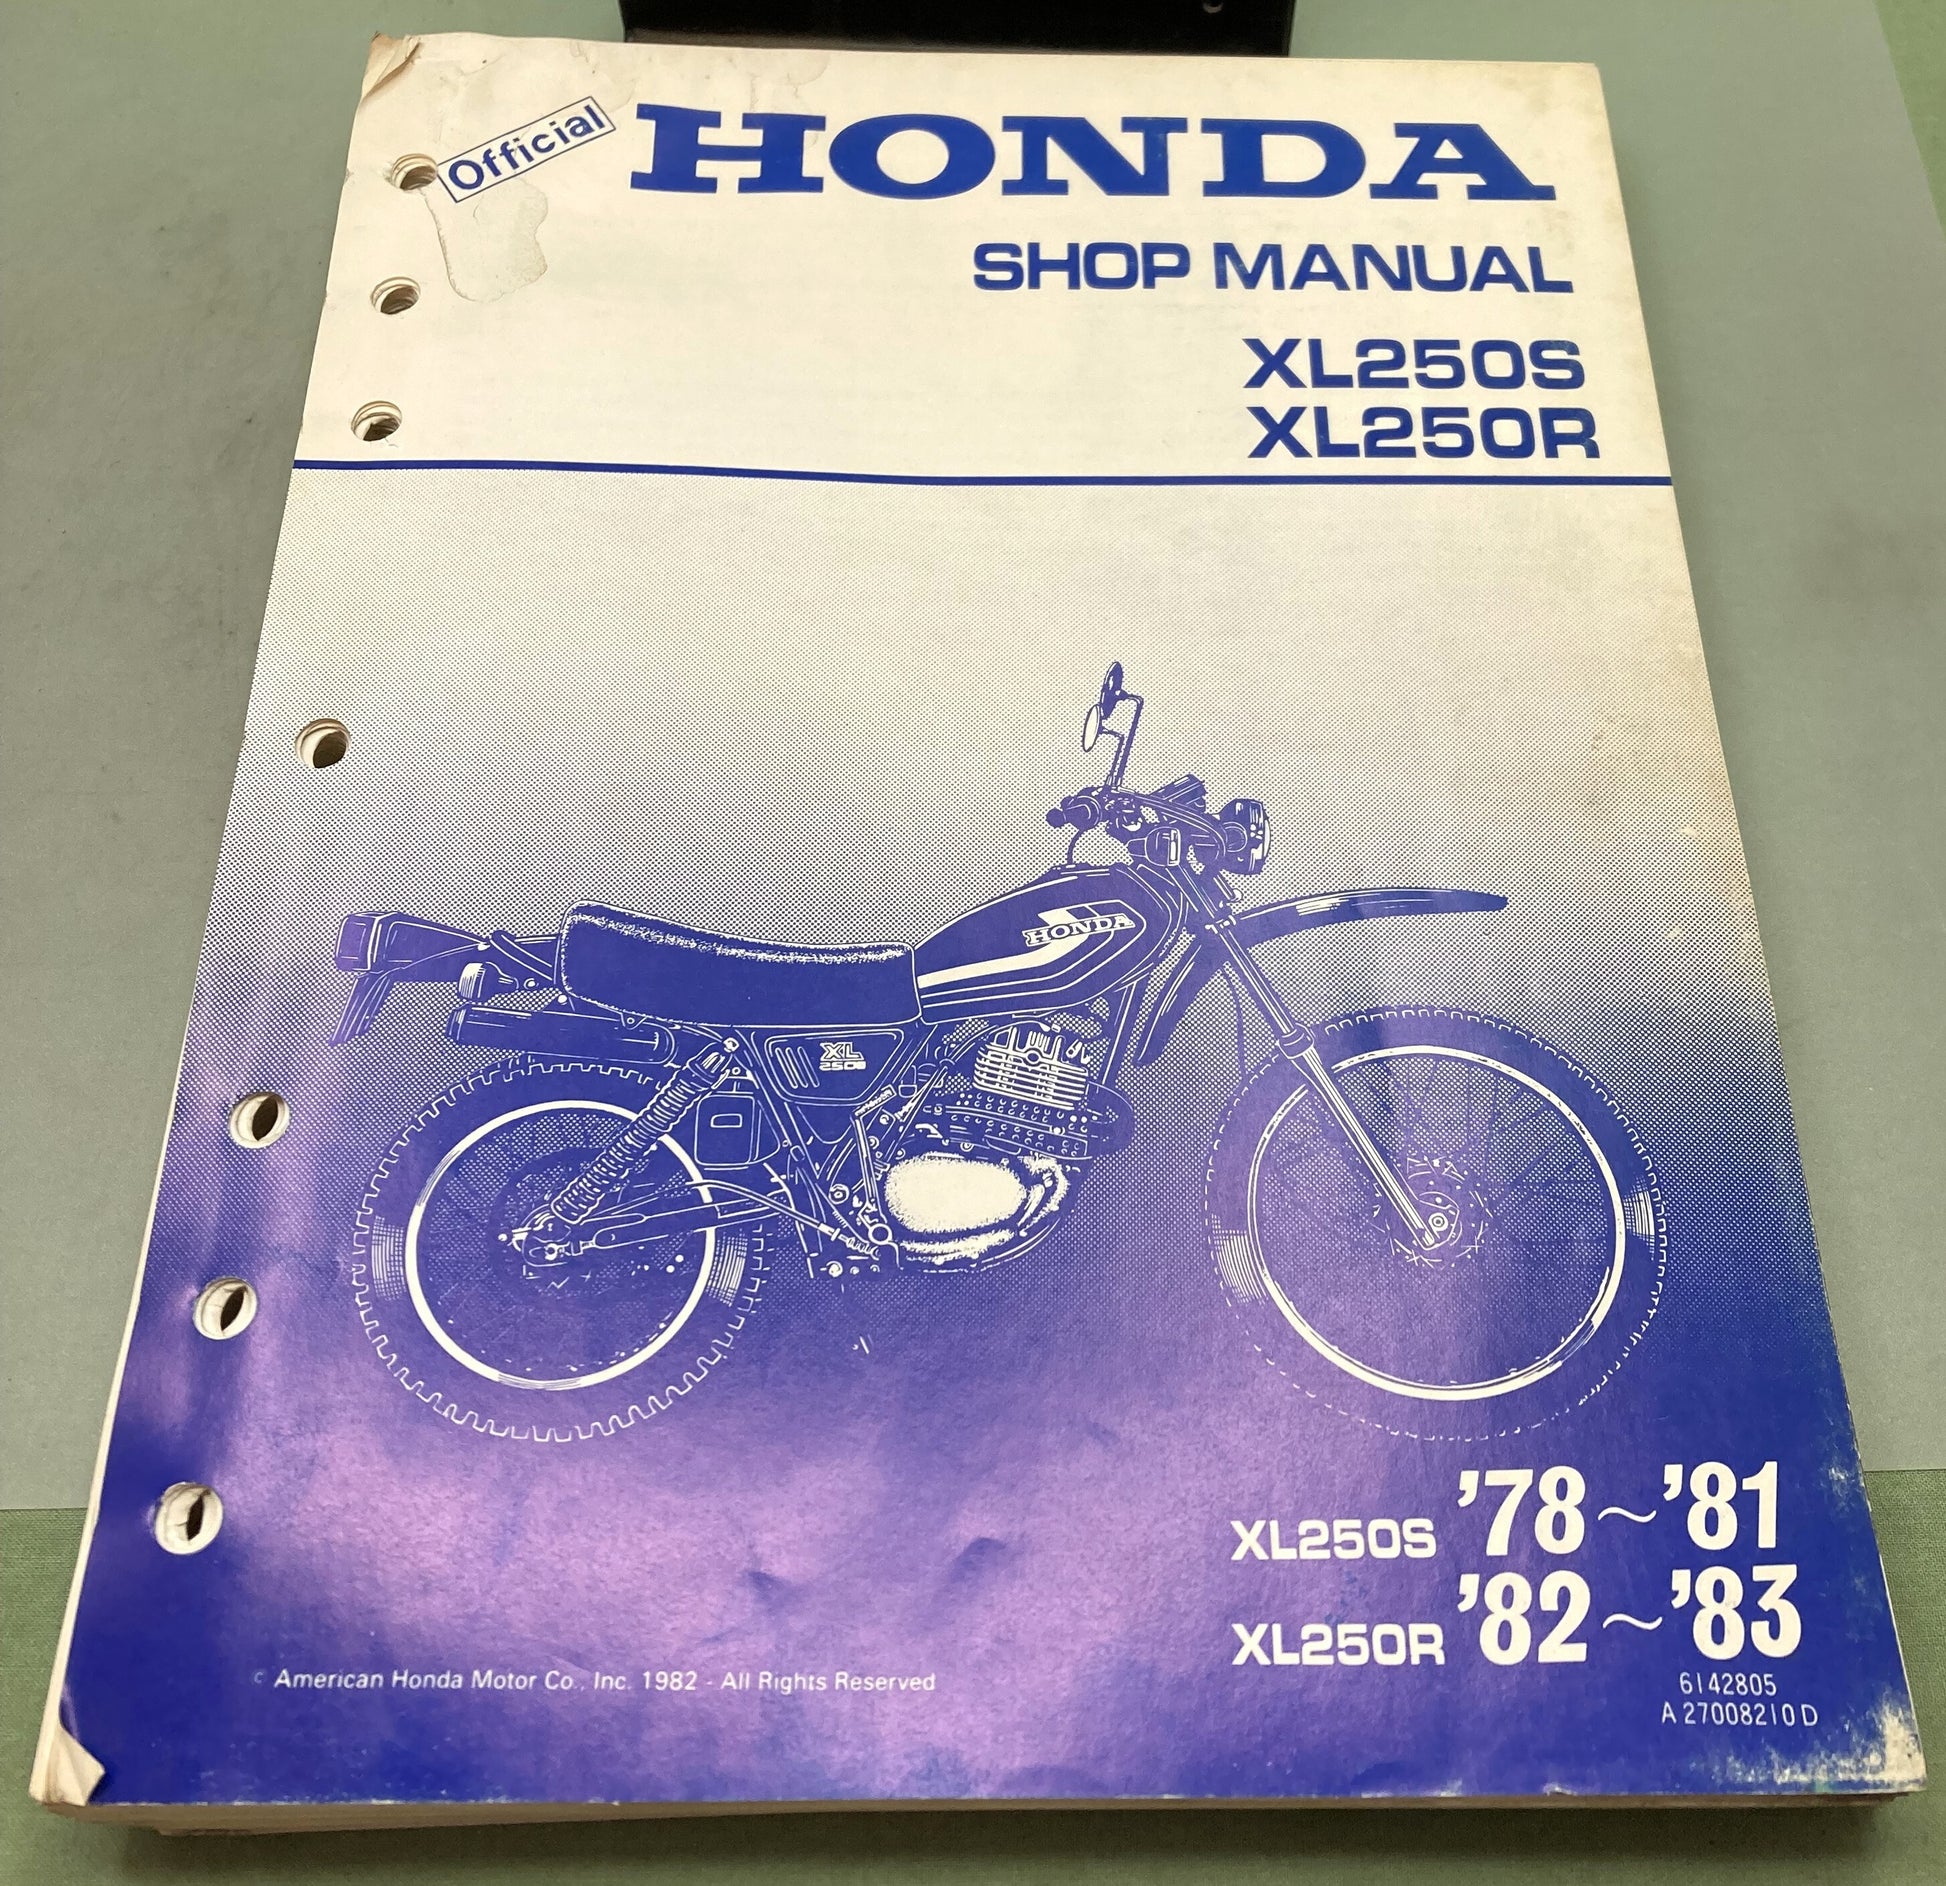 Official
HONDA
SHOP MANUAL
XL250S
XL250R
HONDA
XL
250S
XL250S '78~'81
XL250R '82~'83
6142805
A27008210D
© American Honda Motor Co., Inc. 1982 - All Rights Reserved